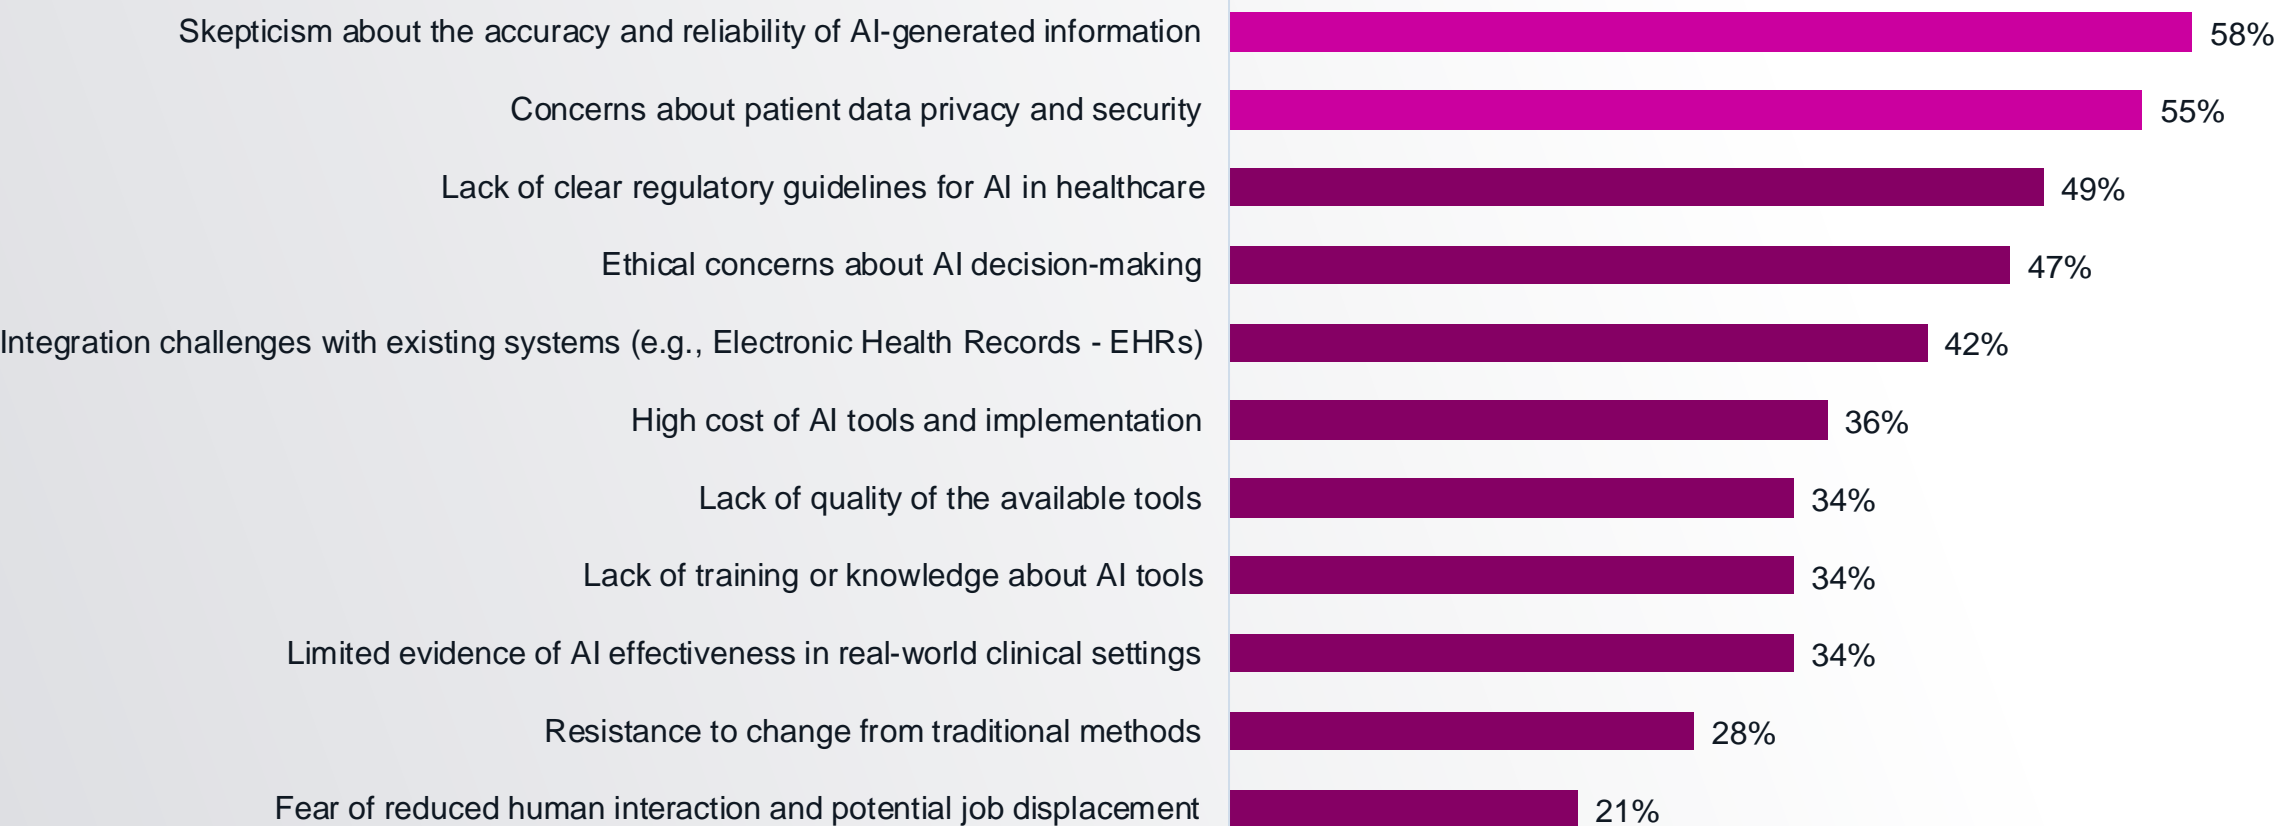 Skepticism about the accuracy and reliability of AI-generated information 58%
Concerns about patient data privacy and security 55%
Lack of clear regulatory guidelines for AI in healthcare 49%
Ethical concerns about AI decision-making 47%
Integration challenges with existing systems (e.g., Electronic Health Records - EHRs) 42%
High cost of AI tools and implementation 36%
Lack of quality of the available tools 34%
Lack of training or knowledge about AI tools 34%
Limited evidence of AI effectiveness in real-world clinical settings 34%
Resistance to change from traditional methods 28%
Fear of reduced human interaction and potential job displacement 21%